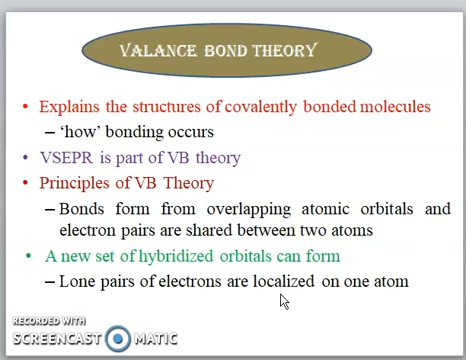 VALANCE BOND THEORY
• Explains the structures of covalently bonded molecules
– ‘how’ bonding occurs
• VSEPR is part of VB theory
• Principles of VB Theory
– Bonds form from overlapping atomic orbitals and
electron pairs are shared between two atoms
• A new set of hybridized orbitals can form
– Lone pairs of electrons are localized on one atom
RECORDED WITH
SCREENCAST MATIC